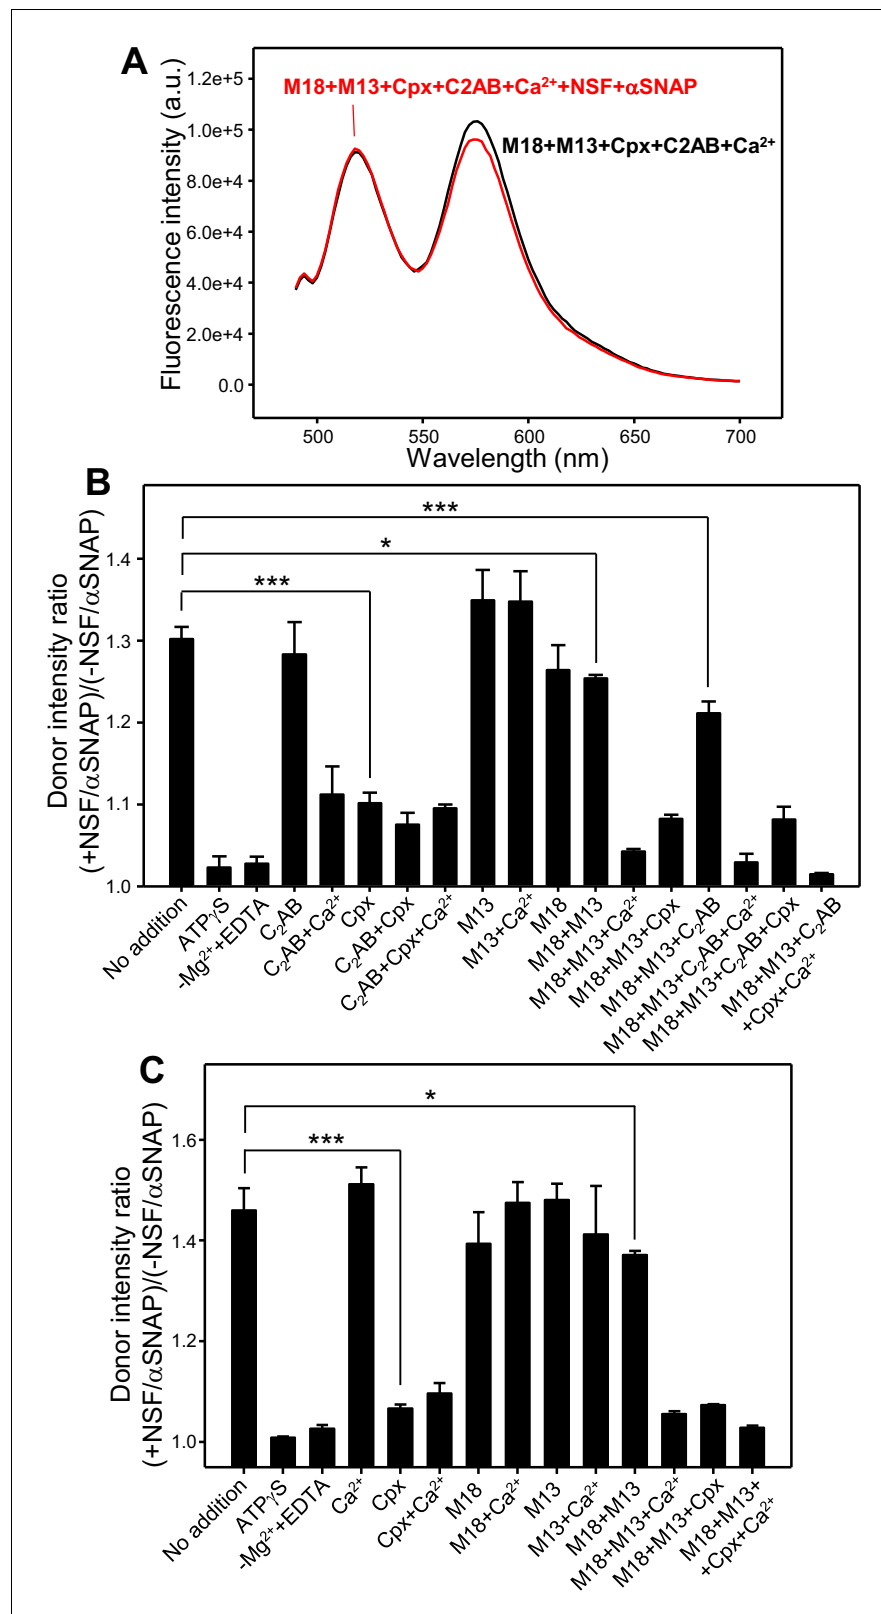 A
Fluorescence intensity (a.u.)
1.2e+5
1.0e+5
8.0e+4
6.0e+4
4.0e+4
2.0e+4
0.0
M18+M13+Cpx+C2AB+Ca²⁺+NSF+αSNAP
M18+M13+Cpx+C2AB+Ca²⁺
500 550 600 650 700
Wavelength (nm)
B
Donor intensity ratio
(+NSF/αSNAP)/(-NSF/αSNAP)
1.4
1.3
1.2
1.1
1.0
***
*
***
No addition
ATPγS
-Mg²⁺+EDTA
C₂AB
C₂AB+Ca²⁺
Cpx
C₂AB+Cpx
C₂AB+Cpx+Ca²⁺
M13
M13+Ca²⁺
M18
M18+M13
M18+M13+Ca²⁺
M18+M13+Cpx
M18+M13+C₂AB
M18+M13+C₂AB+Ca²⁺
M18+M13+C₂AB+Cpx
M18+M13+C₂AB
+Cpx+Ca²⁺
C
Donor intensity ratio
(+NSF/αSNAP)/(-NSF/αSNAP)
1.6
1.4
1.2
1.0
*
***
No addition
ATPγS
-Mg²⁺+EDTA
Ca²⁺
Cpx
Cpx+Ca²⁺
M18
M18+Ca²⁺
M13
M13+Ca²⁺
M18+M13
M18+M13+Ca²⁺
M18+M13+Cpx
M18+M13+
+Cpx+Ca²⁺